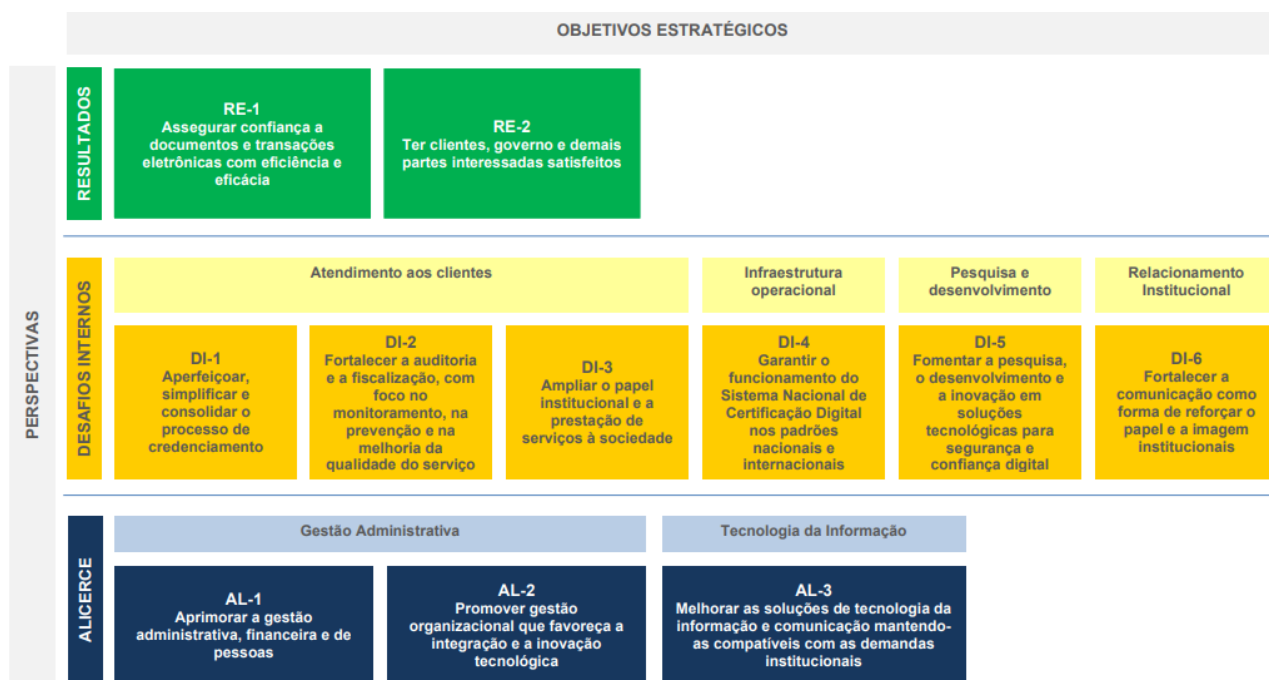 OBJETIVOS ESTRATÉGICOS
PERSPECTIVAS
RESULTADOS
RE-1
Assegurar confiança a
documentos e transações
eletrônicas com eficiência e
eficácia
RE-2
Ter clientes, governo e demais
partes interessadas satisfeitos
DESAFIOS INTERNOS
Atendimento aos clientes
Infraestrutura
operacional
Pesquisa e
desenvolvimento
Relacionamento
Institucional
DI-1
Aperfeiçoar,
simplificar e
consolidar o
processo de
credenciamento
DI-2
Fortalecer a auditoria
e a fiscalização, com
foco no
monitoramento, na
prevenção e na
melhoria da
qualidade do serviço
DI-3
Ampliar o papel
institucional e a
prestação de
serviços à sociedade
DI-4
Garantir o
funcionamento do
Sistema Nacional de
Certificação Digital
nos padrões
nacionais e
internacionais
DI-5
Fomentar a pesquisa,
o desenvolvimento e
a inovação em
soluções
tecnológicas para
segurança e
confiança digital
DI-6
Fortalecer a
comunicação como
forma de reforçar o
papel e a imagem
institucionais
ALICERCE
Gestão Administrativa
Tecnologia da Informação
AL-1
Aprimorar a gestão
administrativa, financeira e de
pessoas
AL-2
Promover gestão
organizacional que favoreça a
integração e a inovação
tecnológica
AL-3
Melhorar as soluções de tecnologia da
informação e comunicação mantendo-
as compatíveis com as demandas
institucionais